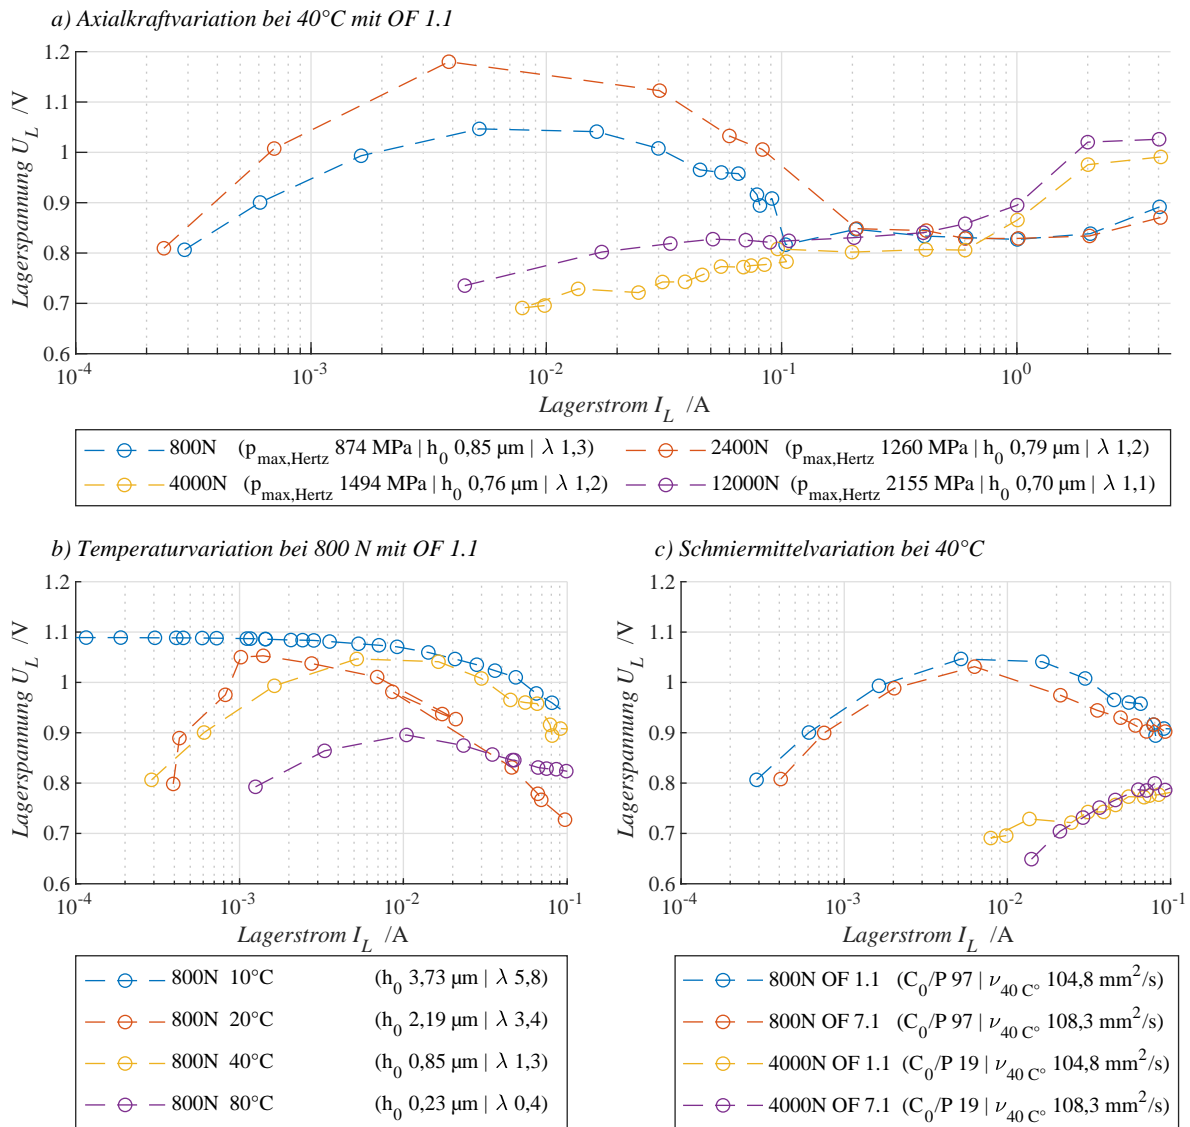 a) Axialkraftvariation bei 40°C mit OF 1.1
Lagerspannung U_L /V
1.2
1.1
1
0.9
0.8
0.7
0.6
10^-4
10^-3
10^-2
10^-1
10^0
Lagerstrom I_L /A
800N (p_max,Hertz 874 MPa | h_0 0,85 µm | λ 1,3)
2400N (p_max,Hertz 1260 MPa | h_0 0,79 µm | λ 1,2)
4000N (p_max,Hertz 1494 MPa | h_0 0,76 µm | λ 1,2)
12000N (p_max,Hertz 2155 MPa | h_0 0,70 µm | λ 1,1)
b) Temperaturvariation bei 800 N mit OF 1.1
Lagerspannung U_L /V
1.2
1.1
1
0.9
0.8
0.7
0.6
10^-4
10^-3
10^-2
10^-1
Lagerstrom I_L /A
800N 10°C (h_0 3,73 µm | λ 5,8)
800N 20°C (h_0 2,19 µm | λ 3,4)
800N 40°C (h_0 0,85 µm | λ 1,3)
800N 80°C (h_0 0,23 µm | λ 0,4)
c) Schmiermittelvariation bei 40°C
Lagerspannung U_L /V
1.2
1.1
1
0.9
0.8
0.7
0.6
10^-4
10^-3
10^-2
10^-1
Lagerstrom I_L /A
800N OF 1.1 (C_0/P 97 | ν_40 C° 104,8 mm²/s)
800N OF 7.1 (C_0/P 97 | ν_40 C° 108,3 mm²/s)
4000N OF 1.1 (C_0/P 19 | ν_40 C° 104,8 mm²/s)
4000N OF 7.1 (C_0/P 19 | ν_40 C° 108,3 mm²/s)